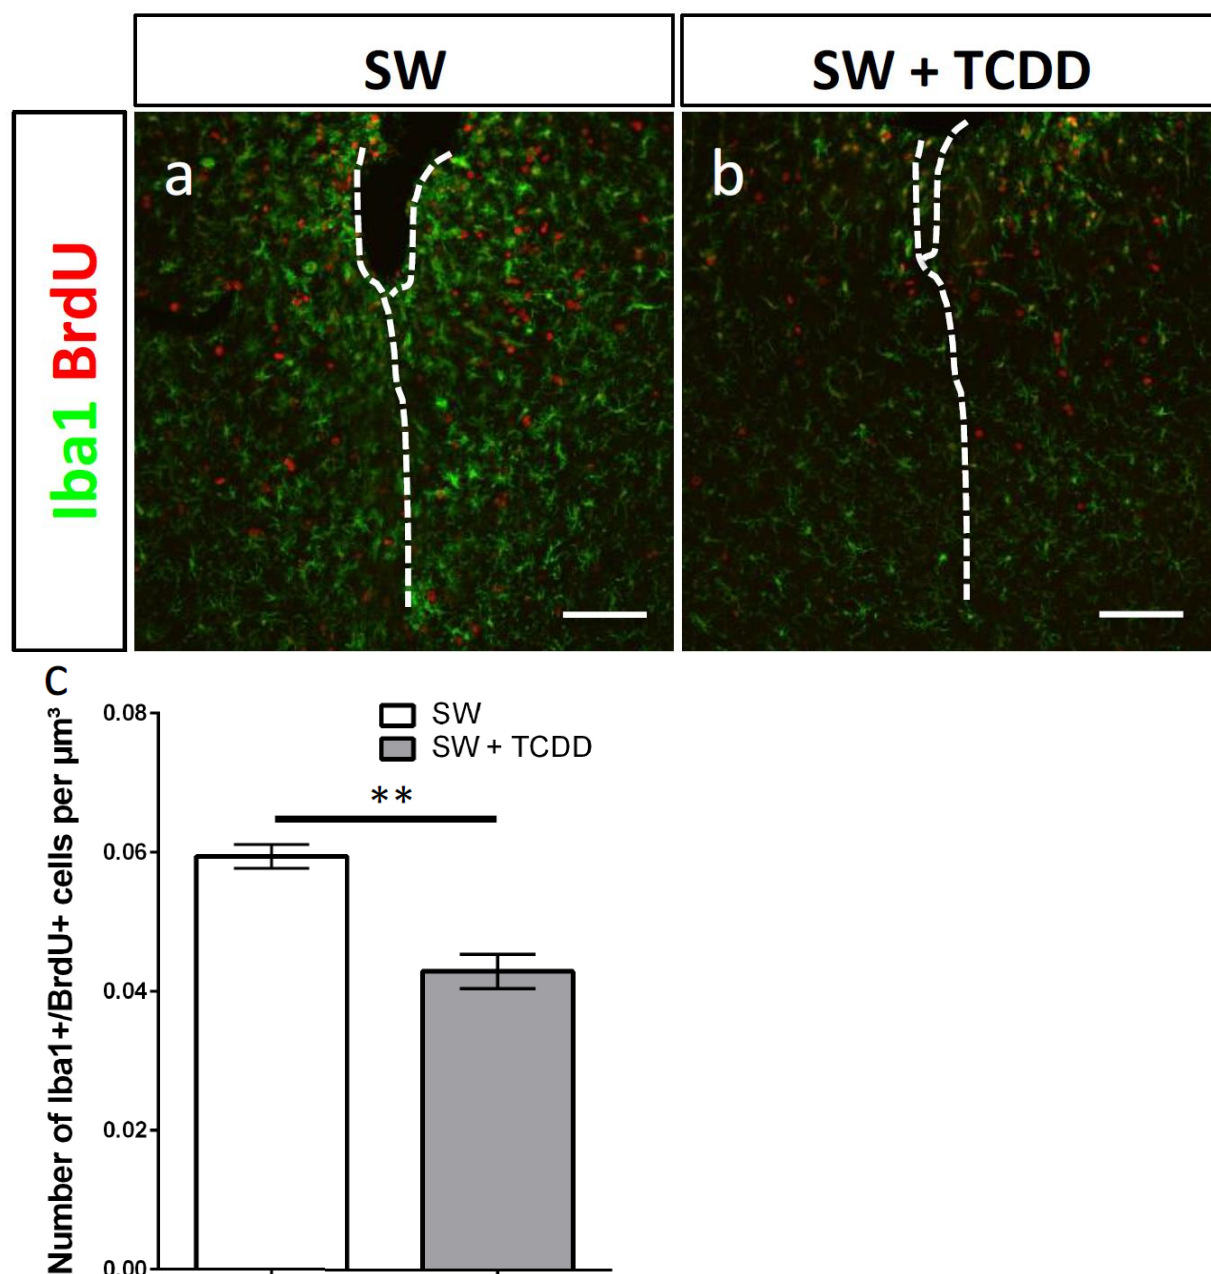 SW
SW + TCDD
Iba1 BrdU
a
b
c
Number of Iba1+/BrdU+ cells per µm³
0.08
0.06
0.04
0.02
0.00
SW
SW + TCDD
**